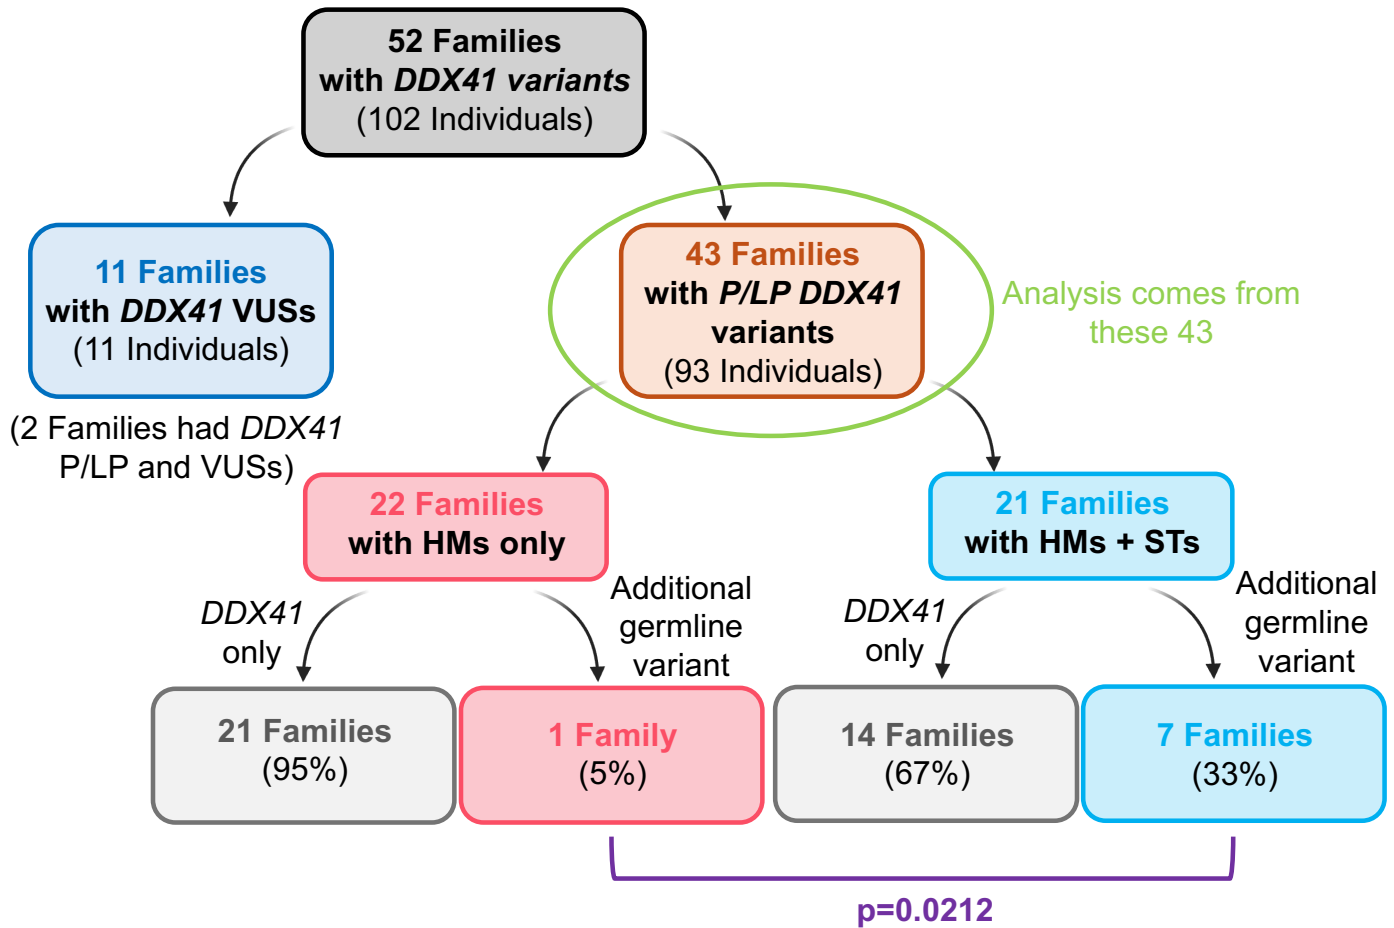 52 Families
with DDX41 variants
(102 Individuals)
11 Families
with DDX41 VUSs
(11 Individuals)
(2 Families had DDX41
P/LP and VUSs)
43 Families
with P/LP DDX41
variants
(93 Individuals)
Analysis comes from
these 43
22 Families
with HMs only
21 Families
with HMs + STs
DDX41
only
Additional
germline
variant
DDX41
only
Additional
germline
variant
21 Families
(95%)
1 Family
(5%)
14 Families
(67%)
7 Families
(33%)
p=0.0212